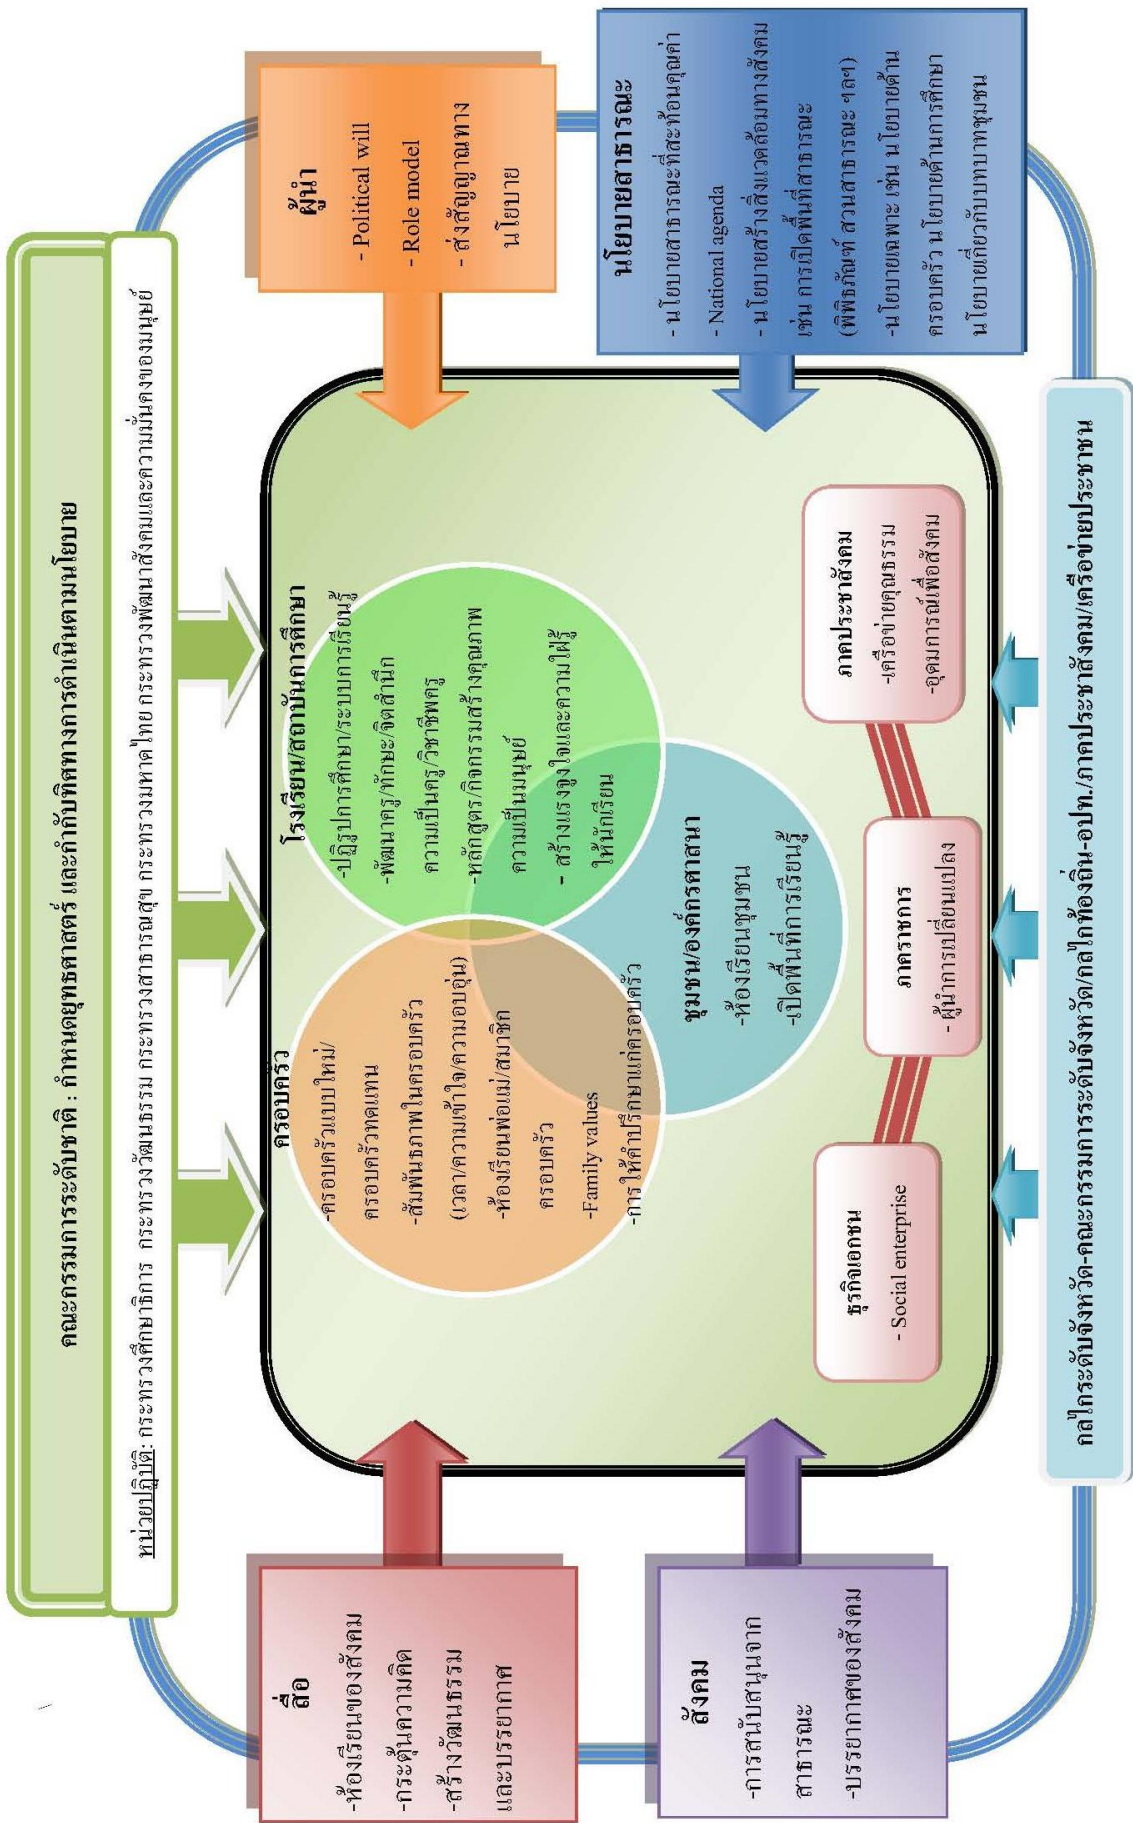 คณะกรรมการระดับชาติ : กำหนดยุทธศาสตร์ และกำกับทิศทางการดำเนินตามนโยบาย
หน่วยปฏิบัติ: กระทรวงศึกษาธิการ กระทรวงวัฒนธรรม กระทรวงสาธารณสุข กระทรวงมหาดไทย กระทรวงพัฒนาสังคมและความมั่นคงของมนุษย์
สื่อ
-ห้องเรียนของสังคม
-กระตุ้นความคิด
-สร้างวัฒนธรรม
และบรรยากาศ
สังคม
-การสนับสนุนจาก
สาธารณะ
-บรรยากาศของสังคม
ครอบครัว
-ครอบครัวแบบใหม่/
ครอบครัวทดแทน
-สัมพันธภาพในครอบครัว
(เวลา/ความเข้าใจ/ความอบอุ่น)
-ห้องเรียนพ่อแม่/สมาชิก
ครอบครัว
-Family values
-การให้คำปรึกษาแก่ครอบครัว
โรงเรียน/สถาบันการศึกษา
-ปฏิรูปการศึกษา/ระบบการเรียนรู้
-พัฒนาครู/ทักษะ/จิตสำนึก
ความเป็นครู/วิชาชีพครู
-หลักสูตร/กิจกรรมสร้างคุณภาพ
ความเป็นมนุษย์
- สร้างแรงจูงใจและความใฝ่รู้
ให้นักเรียน
ชุมชน/องค์กรศาสนา
-ห้องเรียนชุมชน
-เปิดพื้นที่การเรียนรู้
ธุรกิจเอกชน
- Social enterprise
ภาคราชการ
- ผู้นำการเปลี่ยนแปลง
ภาคประชาสังคม
-เครือข่ายคุณธรรม
-อุดมการณ์เพื่อสังคม
ผู้นำ
- Political will
- Role model
- ส่งสัญญาณทาง
นโยบาย
นโยบายสาธารณะ
- นโยบายสาธารณะที่สะท้อนคุณค่า
- National agenda
- นโยบายสร้างสิ่งแวดล้อมทางสังคม
เช่น การเปิดพื้นที่สาธารณะ
(พิพิธภัณฑ์ สวนสาธารณะ ฯลฯ)
-นโยบายเฉพาะ เช่น นโยบายด้าน
ครอบครัว นโยบายด้านการศึกษา
นโยบายเกี่ยวกับบทบาทชุมชน
กลไกระดับจังหวัด-คณะกรรมการระดับจังหวัด/กลไกท้องถิ่น-อปท./ภาคประชาสังคม/เครือข่ายประชาชน